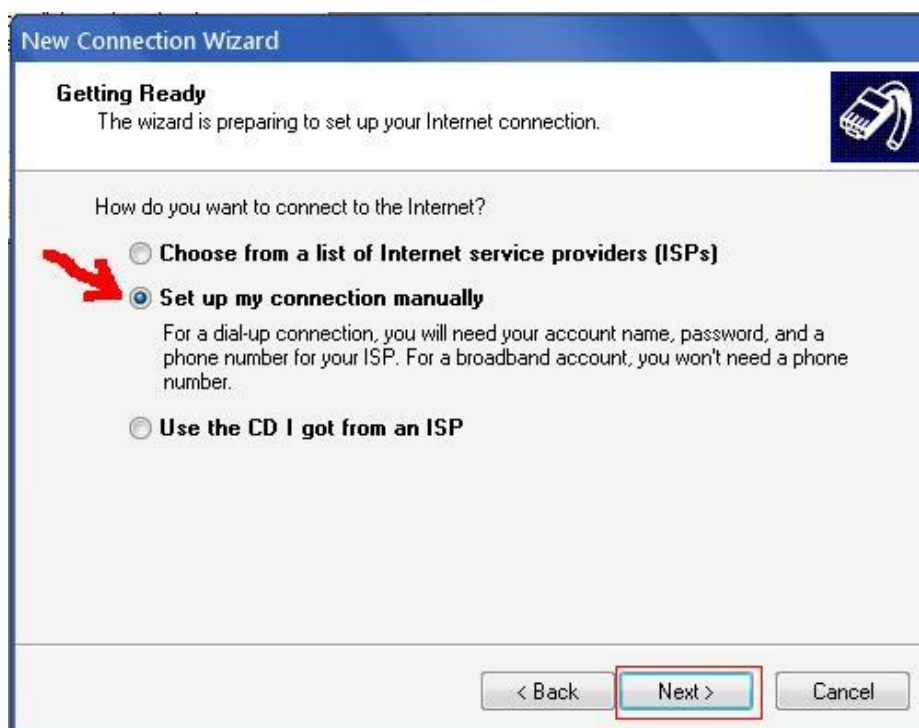 New Connection Wizard
Getting Ready
The wizard is preparing to set up your Internet connection.
How do you want to connect to the Internet?
Choose from a list of Internet service providers (ISPs)
Set up my connection manually
For a dial-up connection, you will need your account name, password, and a
phone number for your ISP. For a broadband account, you won't need a phone
number.
Use the CD I got from an ISP
< Back
Next >
Cancel